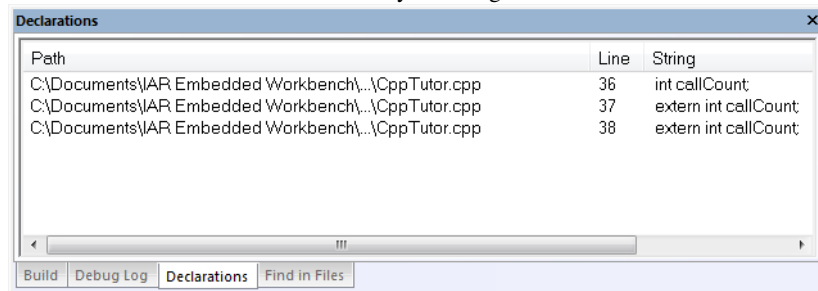 Declarations
Path Line String
C:\Documents\IAR Embedded Workbench\...\CppTutor.cpp 36 int callCount;
C:\Documents\IAR Embedded Workbench\...\CppTutor.cpp 37 extern int callCount;
C:\Documents\IAR Embedded Workbench\...\CppTutor.cpp 38 extern int callCount;
Build Debug Log Declarations Find in Files